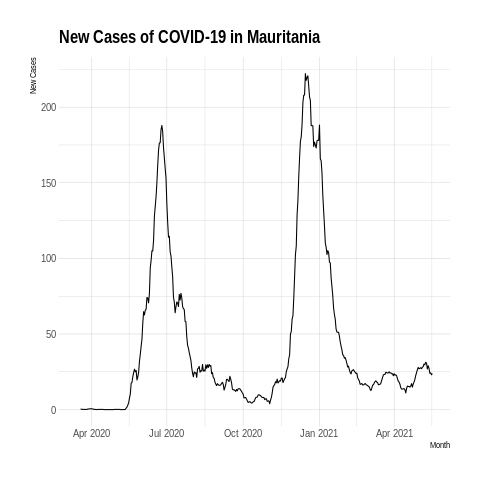 New Cases of COVID-19 in Mauritania
New Cases
200
150
100
50
0
Apr 2020 Jul 2020 Oct 2020 Jan 2021 Apr 2021
Month